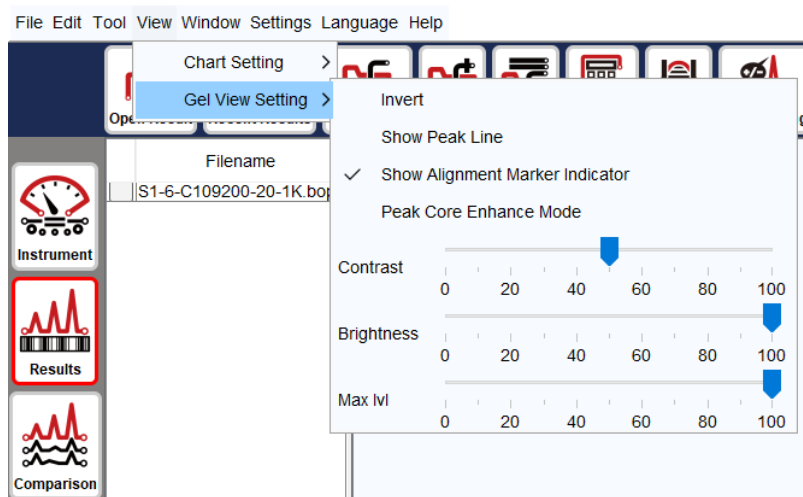 File Edit Tool View Window Settings Language Help
Chart Setting
Gel View Setting
Invert
Show Peak Line
Show Alignment Marker Indicator
Peak Core Enhance Mode
Contrast
0 20 40 60 80 100
Brightness
0 20 40 60 80 100
Max lvl
0 20 40 60 80 100
Filename
S1-6-C109200-20-1K.bop
Instrument
Results
Comparison